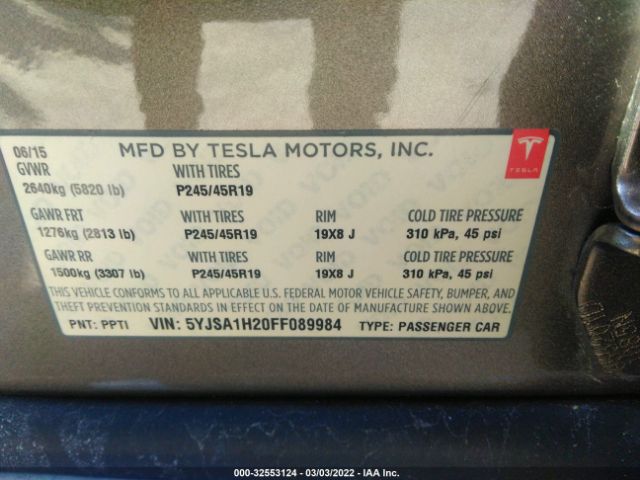 06/15 MFD BY TESLA MOTORS, INC.
GVWR WITH TIRES
2640kg (5820 lb) P245/45R19
TESLA
GAWR FRT WITH TIRES RIM COLD TIRE PRESSURE
1276kg (2813 lb) P245/45R19 19X8 J 310 kPa, 45 psi
GAWR RR WITH TIRES RIM COLD TIRE PRESSURE
1500kg (3307 lb) P245/45R19 19X8 J 310 kPa, 45 psi
THIS VEHICLE CONFORMS TO ALL APPLICABLE U.S. FEDERAL MOTOR VEHICLE SAFETY, BUMPER, AND
THEFT PREVENTION STANDARDS IN EFFECT ON THE DATE OF MANUFACTURE SHOWN ABOVE.
PNT: PPTI VIN: 5YJSA1H20FF089984 TYPE: PASSENGER CAR
000-32553124 - 03/03/2022 - IAA Inc.